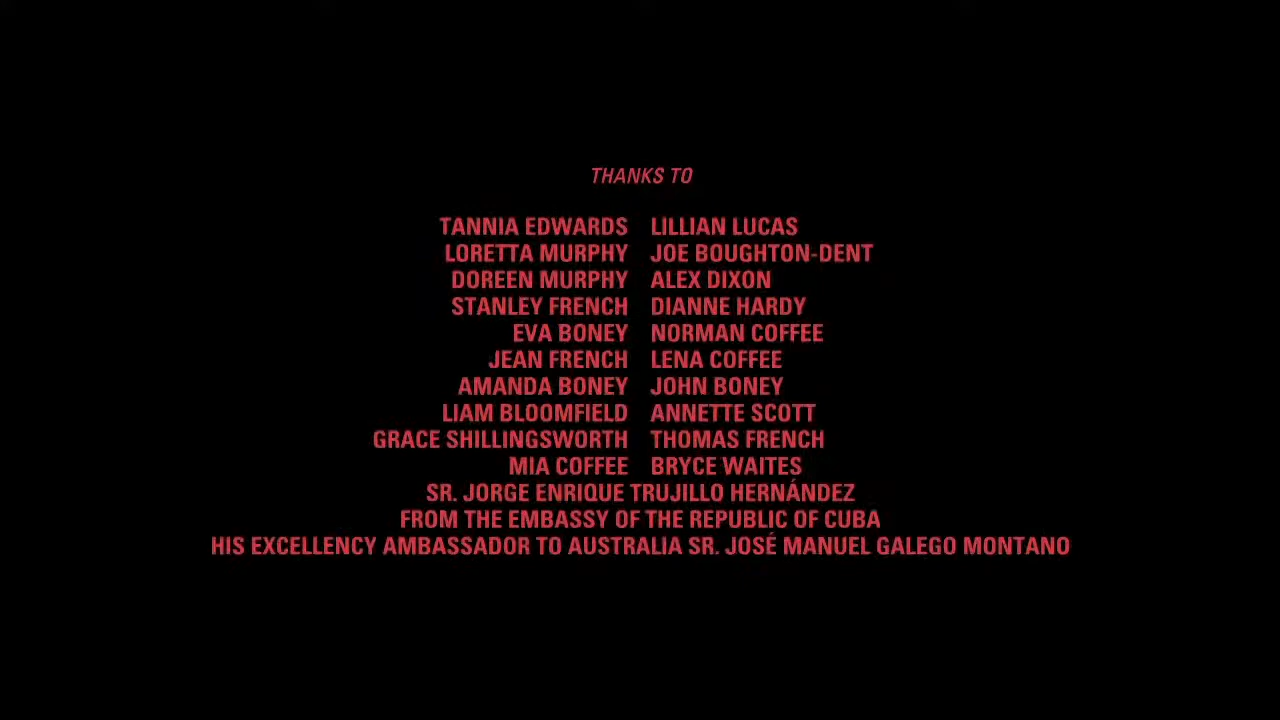 THANKS TO
TANNIA EDWARDS LILLIAN LUCAS
LORETTA MURPHY JOE BOUGHTON-DENT
DOREEN MURPHY ALEX DIXON
STANLEY FRENCH DIANNE HARDY
EVA BONEY NORMAN COFFEE
JEAN FRENCH LENA COFFEE
AMANDA BONEY JOHN BONEY
LIAM BLOOMFIELD ANNETTE SCOTT
GRACE SHILLINGSWORTH THOMAS FRENCH
MIA COFFEE BRYCE WAITES
SR. JORGE ENRIQUE TRUJILLO HERNÁNDEZ
FROM THE EMBASSY OF THE REPUBLIC OF CUBA
HIS EXCELLENCY AMBASSADOR TO AUSTRALIA SR. JOSÉ MANUEL GALEGO MONTANO